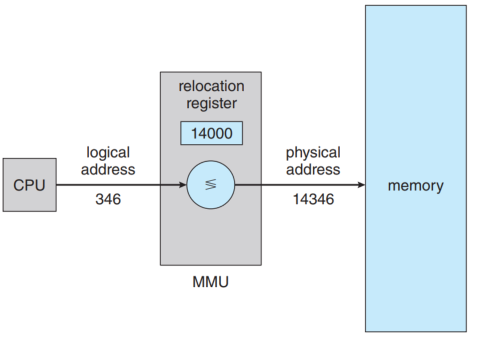 relocation
register
14000
logical
address
physical
address
CPU
≶
memory
346
14346
MMU